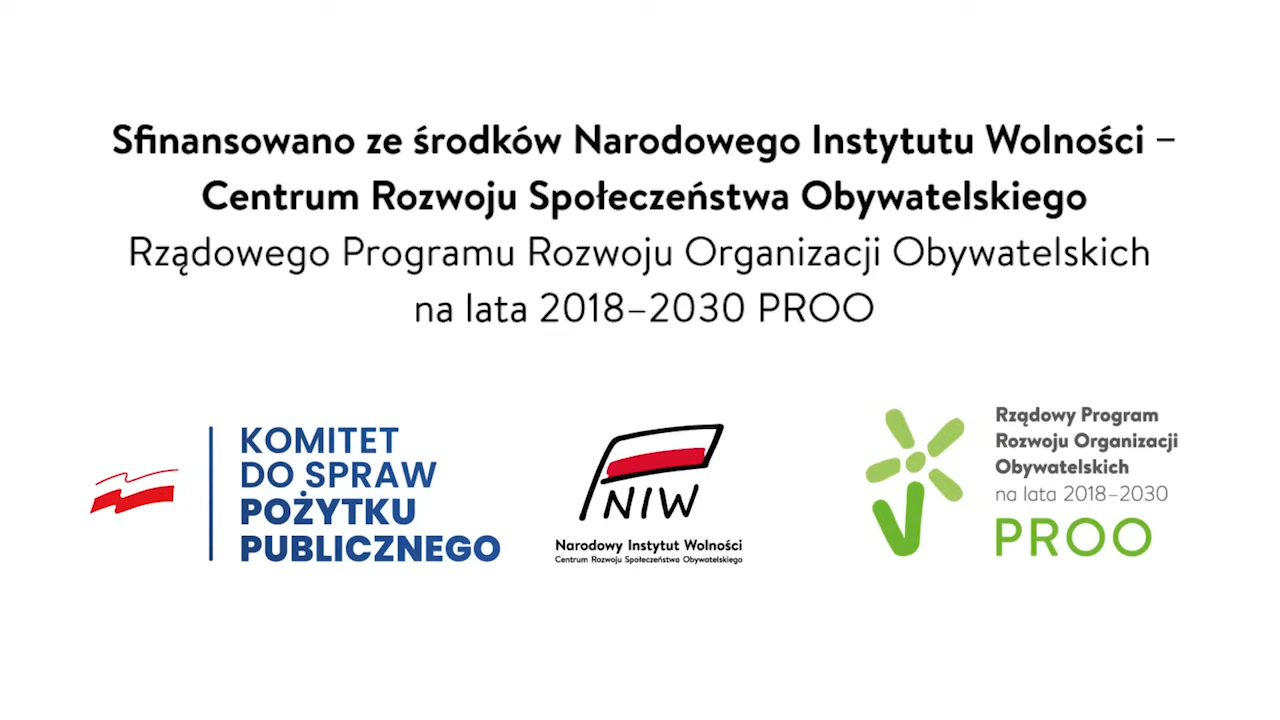 Sfinansowano ze środków Narodowego Instytutu Wolności –
Centrum Rozwoju Społeczeństwa Obywatelskiego
Rządowego Programu Rozwoju Organizacji Obywatelskich
na lata 2018–2030 PROO
KOMITET
DO SPRAW
POŻYTKU
PUBLICZNEGO
NIW
Narodowy Instytut Wolności
Centrum Rozwoju Społeczeństwa Obywatelskiego
Rządowy Program
Rozwoju Organizacji
Obywatelskich
na lata 2018–2030
PROO